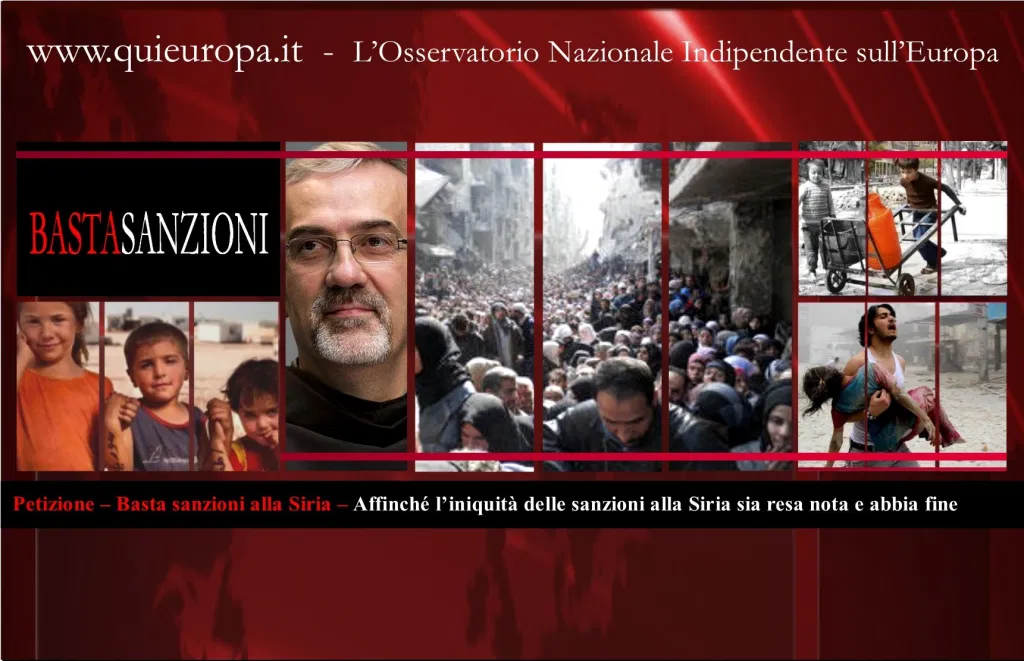 www.quieuropa.it - L’Osservatorio Nazionale Indipendente sull’Europa
BASTASANZIONI
Petizione – Basta sanzioni alla Siria – Affinché l’iniquità delle sanzioni alla Siria sia resa nota e abbia fine